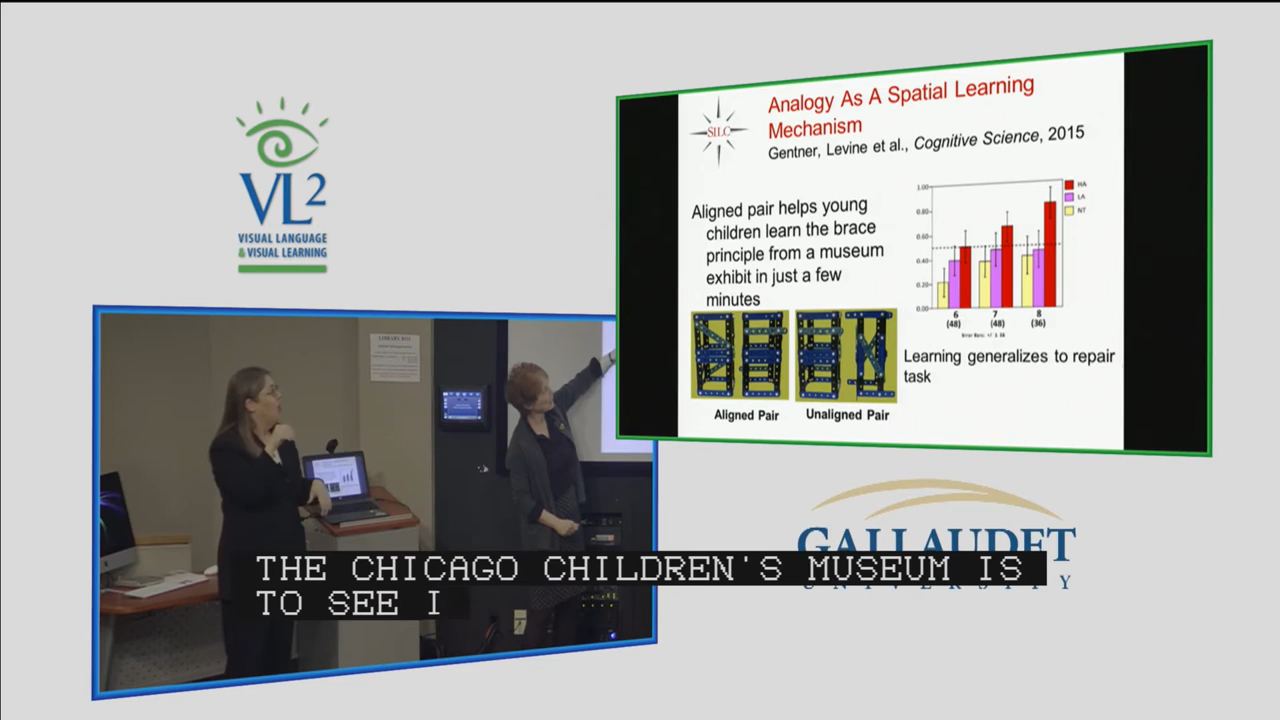 VL2
VISUAL LANGUAGE
& VISUAL LEARNING
SILC
Analogy As A Spatial Learning
Mechanism
Gentner, Levine et al., Cognitive Science, 2015
Aligned pair helps young
children learn the brace
principle from a museum
exhibit in just a few
minutes
Aligned Pair
Unaligned Pair
1.00
0.80
0.60
0.40
0.20
0.00
6
(48)
7
(48)
8
(36)
HA
LA
NT
Learning generalizes to repair
task
LIBRARY B111
GALLAUDET
UNIVERSITY
THE CHICAGO CHILDREN'S MUSEUM IS
TO SEE I